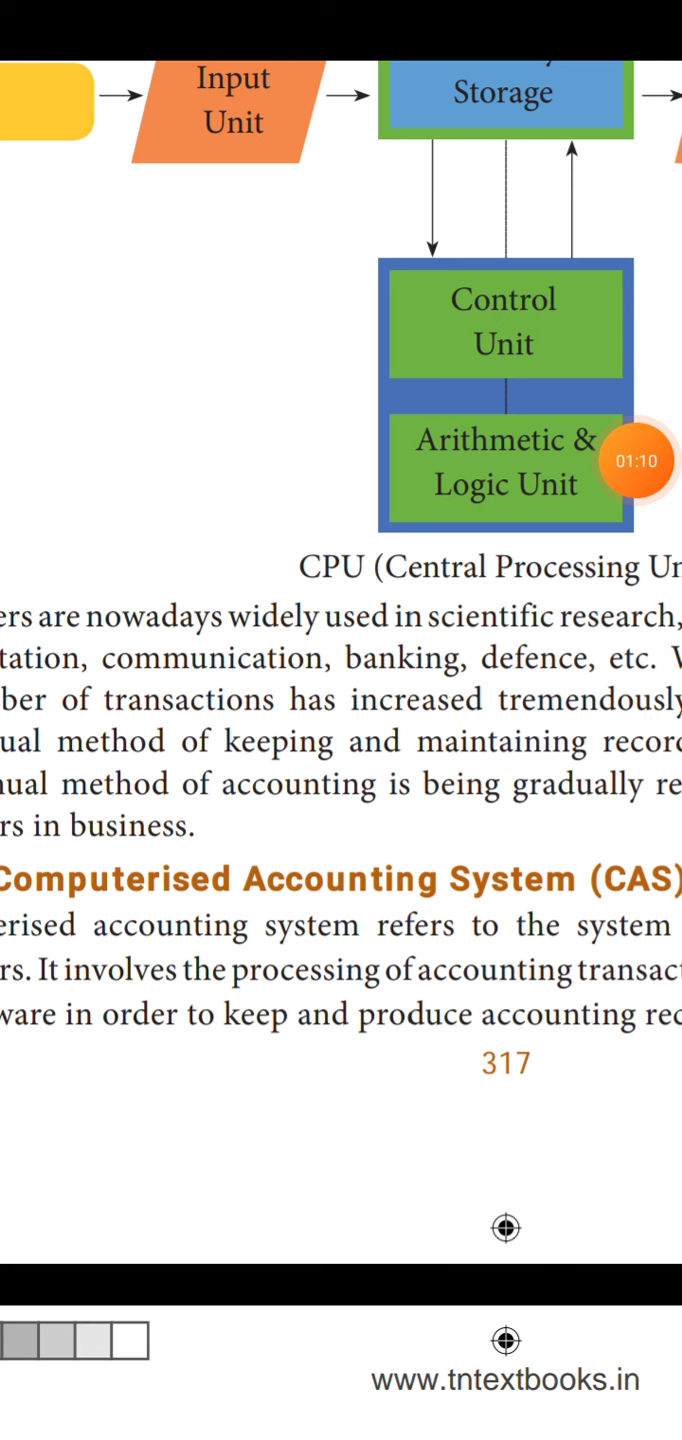 Input
Unit
Storage
Control
Unit
Arithmetic &
Logic Unit
01:10
CPU (Central Processing
ers are nowadays widely used in scientific research,
tation, communication, banking, defence, etc.
ber of transactions has increased tremendously
ual method of keeping and maintaining
nual method of accounting is being gradually re
rs in business.
Computerised Accounting System (CAS)
erised accounting system refers to the system
rs. It involves the processing of accounting transact
ware in order to keep and produce accounting rec
317
www.tntextbooks.in